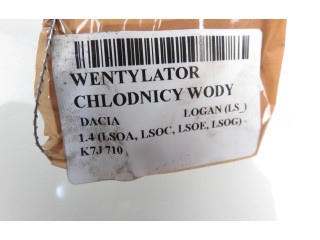 WENTYLATOR
CHLODNICY WODY
DACIA LOGAN (LS_)
1.4 (LSOA, LSOC, LSOE, LSOG) -
K7J 710